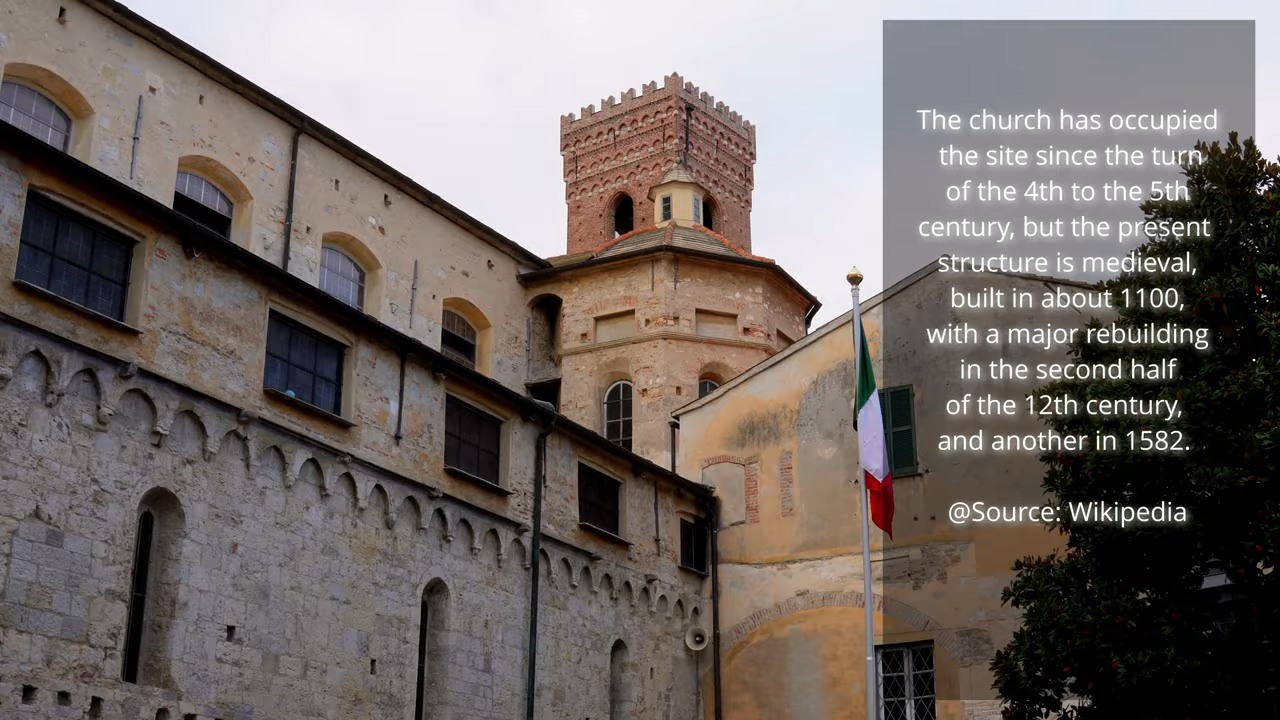 The church has occupied
the site since the turn
of the 4th to the 5th
century, but the present
structure is medieval,
built in about 1100,
with a major rebuilding
in the second half
of the 12th century,
and another in 1582.
@Source: Wikipedia